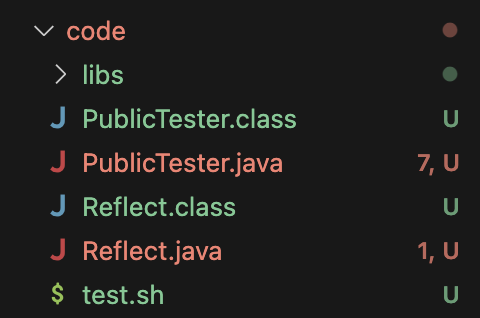 code
libs
PublicTester.class U
PublicTester.java 7, U
Reflect.class U
Reflect.java 1, U
$ test.sh U